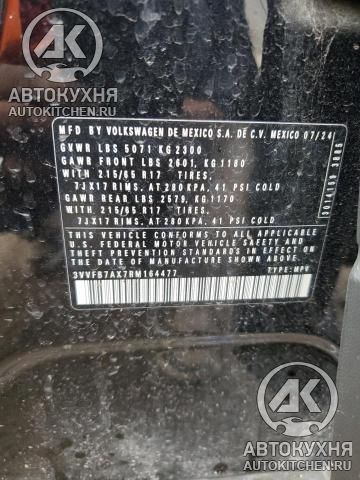 АК
АВТОКУХНЯ
AUTOKITCHEN.RU
MFD BY VOLKSWAGEN DE MEXICO S.A. DE C.V. MEXICO 07/24
GVWR LBS 5071 KG 2300
GAWR FRONT LBS 2601, KG 1180
WITH 215/65 R17 TIRES,
7JX17 RIMS, AT 280 KPA, 41 PSI COLD
GAWR REAR LBS 2579, KG 1170
WITH 215/65 R17 TIRES,
7JX17 RIMS, AT 280 KPA, 41 PSI COLD
THIS VEHICLE CONFORMS TO ALL APPLICABLE
U.S. FEDERAL MOTOR VEHICLE SAFETY AND
THEFT PREVENTION STANDARDS IN EFFECT ON
THE DATE OF MANUFACTURE SHOWN ABOVE.
3VVFB7AX7RM164477 TYPE: MPV
АК
АВТОКУХНЯ
AUTOKITCHEN.RU